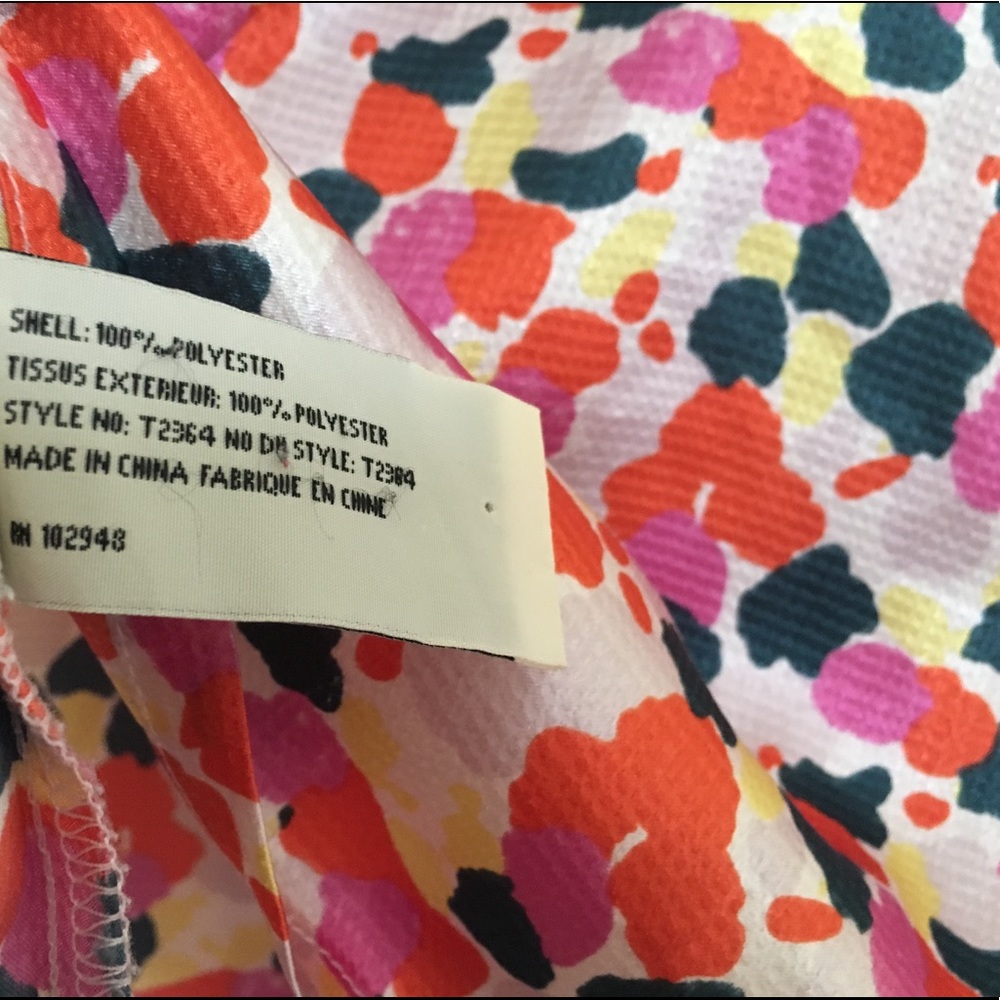 SHELL: 100% POLYESTER
TISSUS EXTERIEUR: 100% POLYESTER
STYLE NO: T2364 NO DU STYLE: T2364
MADE IN CHINA FABRIQUE EN CHINE
RN 102948